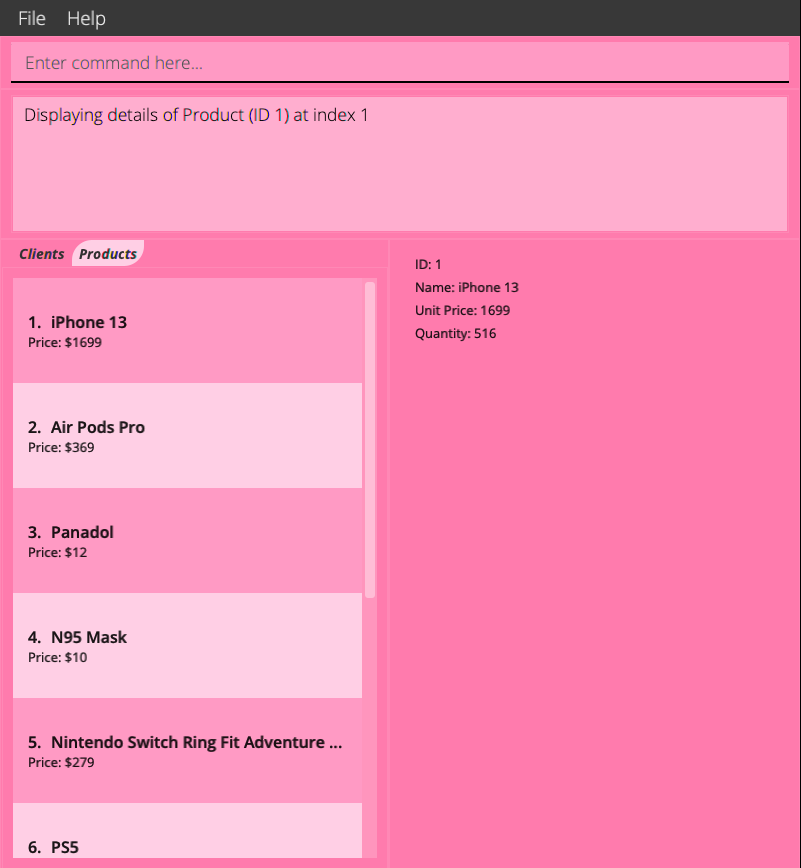 File Help
Enter command here...
Displaying details of Product (ID 1) at index 1
Clients Products
1. iPhone 13
Price: $1699
2. Air Pods Pro
Price: $369
3. Panadol
Price: $12
4. N95 Mask
Price: $10
5. Nintendo Switch Ring Fit Adventure ...
Price: $279
6. PS5
ID: 1
Name: iPhone 13
Unit Price: 1699
Quantity: 516